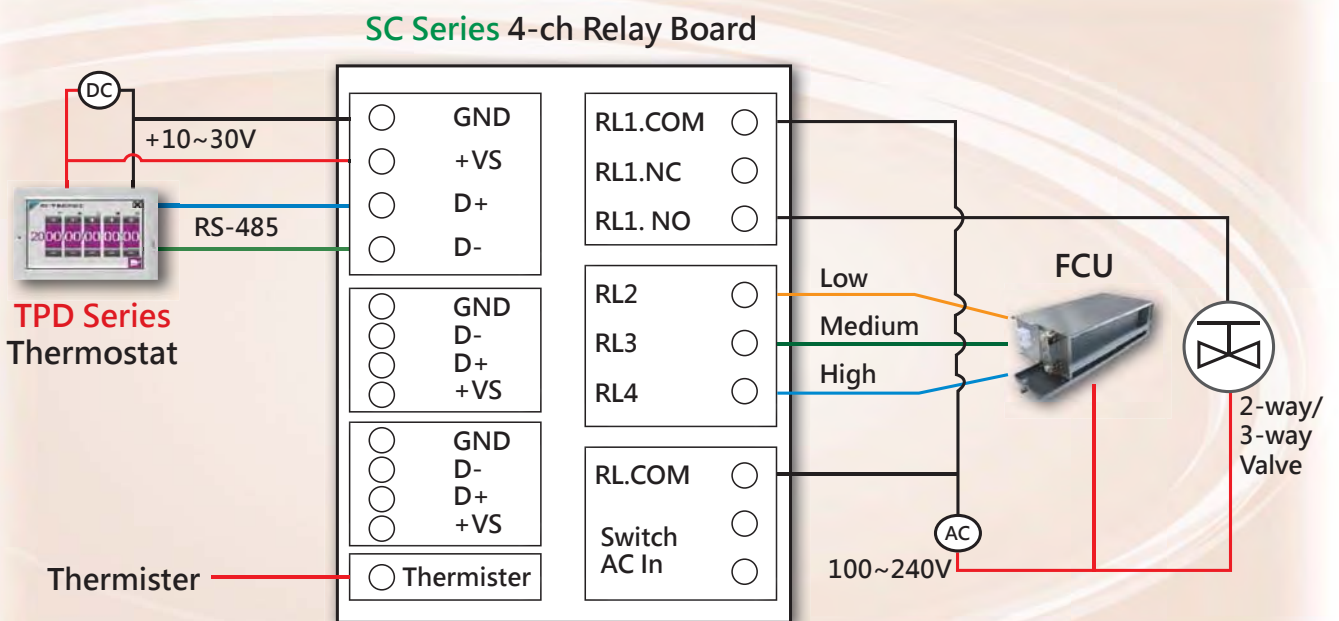 SC Series 4-ch Relay Board
DC
+10~30V
RS-485
TPD Series
Thermostat
GND
+VS
D+
D-
GND
D-
D+
+VS
GND
D-
D+
+VS
Thermister
Thermister
RL1.COM
RL1.NC
RL1. NO
RL2
RL3
RL4
RL.COM
Switch
AC In
Low
Medium
High
FCU
2-way/
3-way
Valve
AC
100~240V